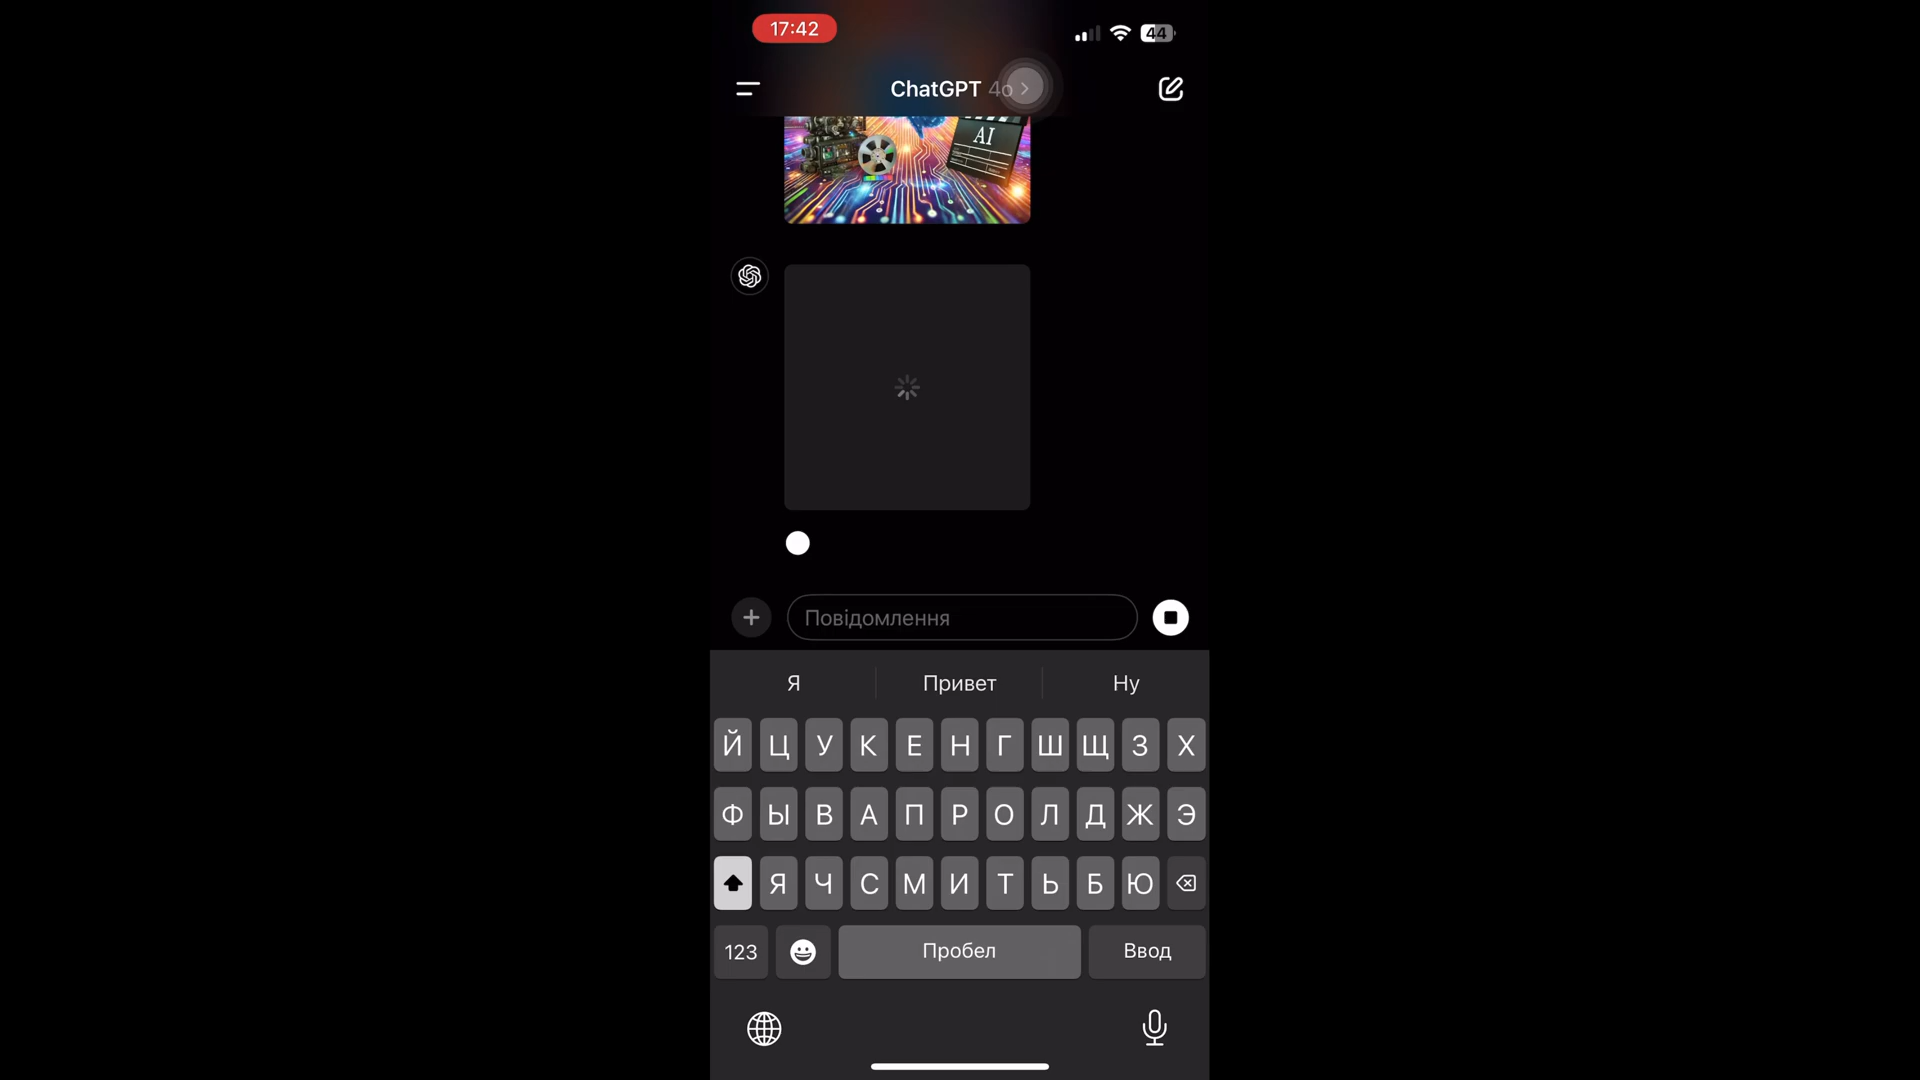 17:42
44
ChatGPT 4o
AI
Повідомлення
Я Привет Ну
Й Ц У К Е Н Г Ш Щ З Х
Ф Ы В А П Р О Л Д Ж Э
Я Ч С М И Т Ь Б Ю
123 Пробел Ввод